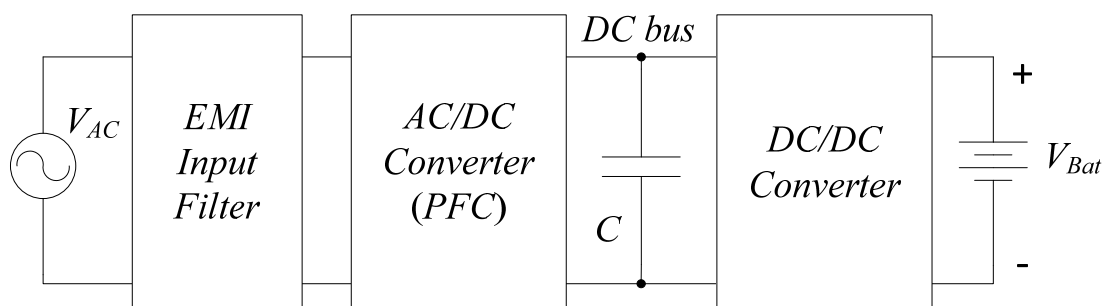 V_AC
EMI
Input
Filter
AC/DC
Converter
(PFC)
DC bus
C
DC/DC
Converter
+
V_Bat
-